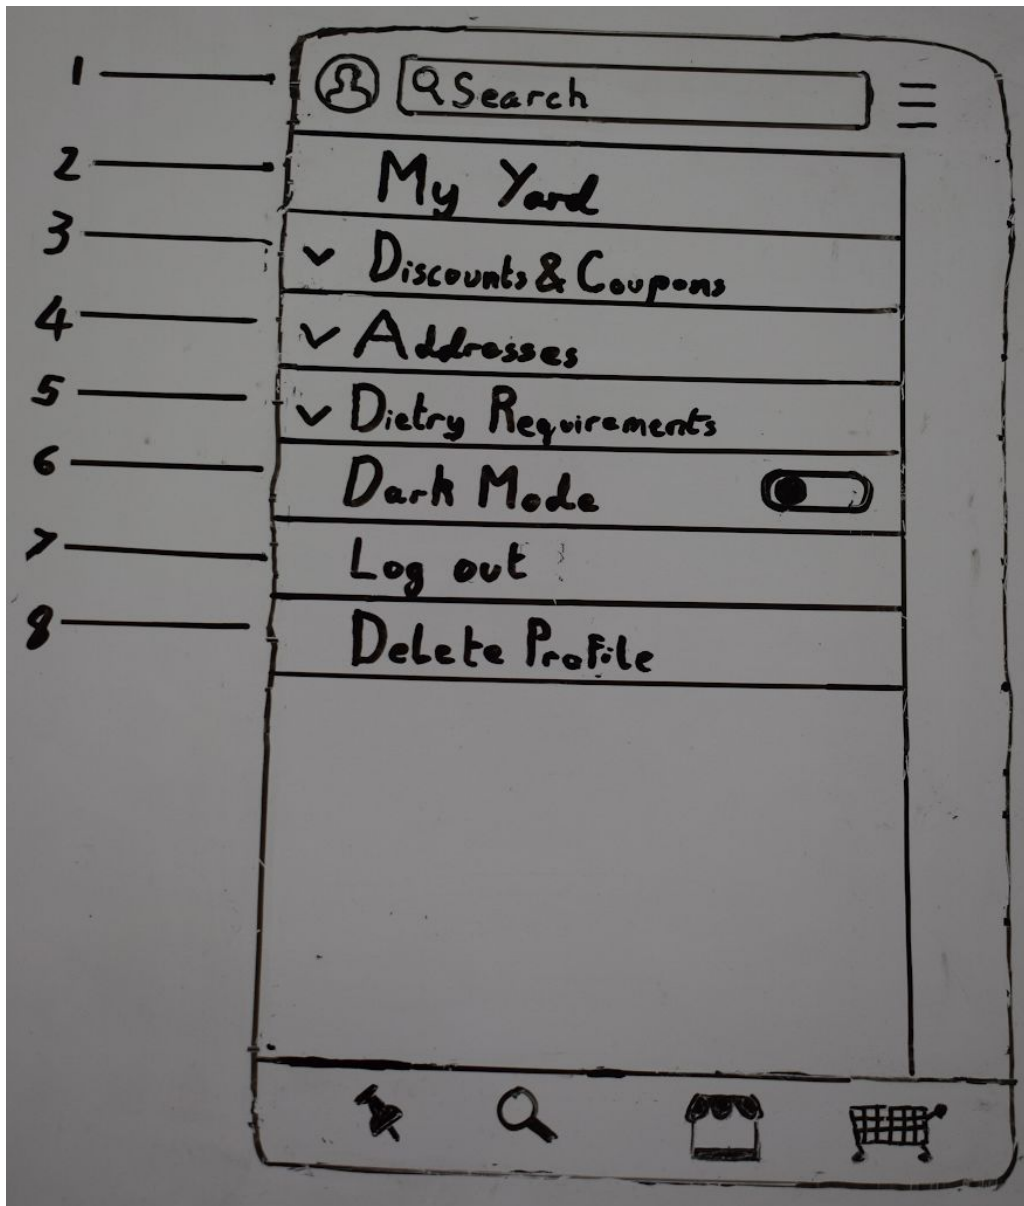 1 Search
2 My Yard
3 Discounts & Coupons
4 Addresses
5 Dietry Requirements
6 Dark Mode
7 Log out
8 Delete Profile